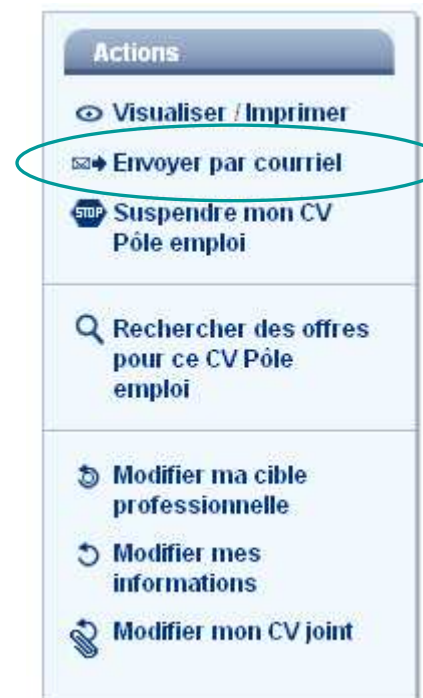 Actions
Visualiser / Imprimer
Envoyer par courriel
STOP Suspendre mon CV
Pôle emploi
Rechercher des offres
pour ce CV Pôle
emploi
Modifier ma cible
professionnelle
Modifier mes
informations
Modifier mon CV joint